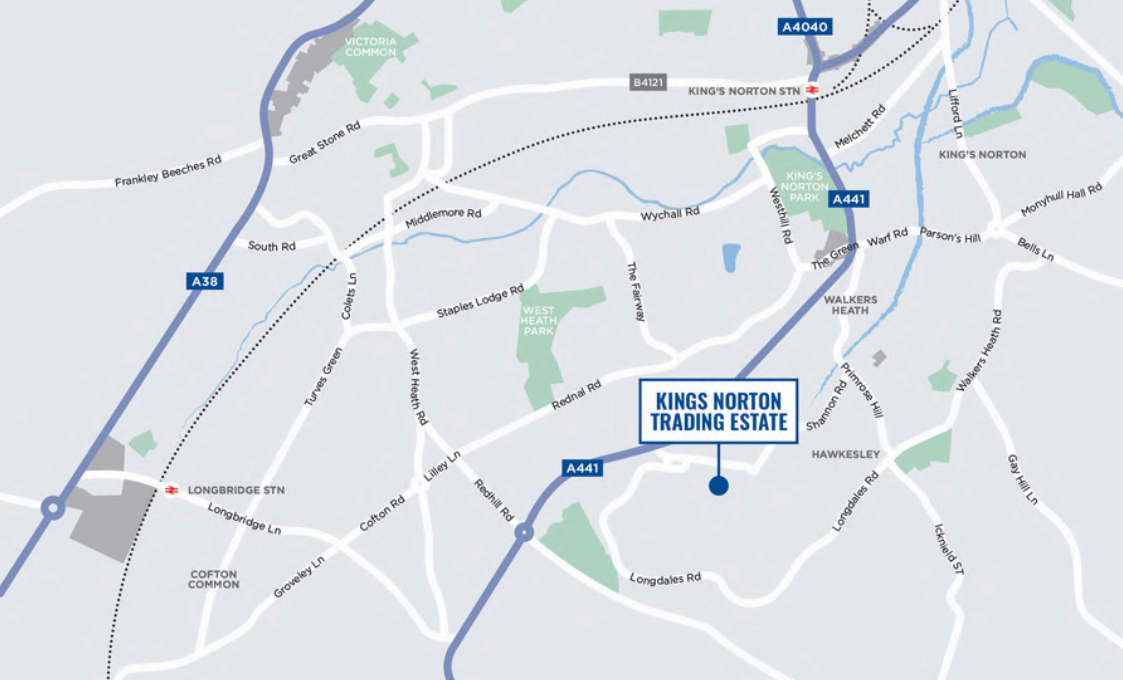 A4040
VICTORIA
COMMON
B4121
KING'S NORTON STN
Great Stone Rd
Lifford Ln
Melchett Rd
Frankley Beeches Rd
KING'S NORTON
KING'S
NORTON
PARK
A441
Westhill Rd
Monyhull Hall Rd
Middlemore Rd
Wychall Rd
South Rd
The Green
Warf Rd
Parson's Hill
Bells Ln
A38
Colets Ln
The Fairway
Staples Lodge Rd
WEST
HEATH
PARK
WALKERS
HEATH
Walkers Heath Rd
Turves Green
West Heath Rd
Rednal Rd
Primrose Hill
Shannon Rd
KINGS NORTON
TRADING ESTATE
HAWKESLEY
A441
Lilley Ln
Redhill Rd
Cofton Rd
LONGBRIDGE STN
Longbridge Ln
Longdales Rd
Gay Hill Ln
Icknield ST
COFTON
COMMON
Groveley Ln
Longdales Rd